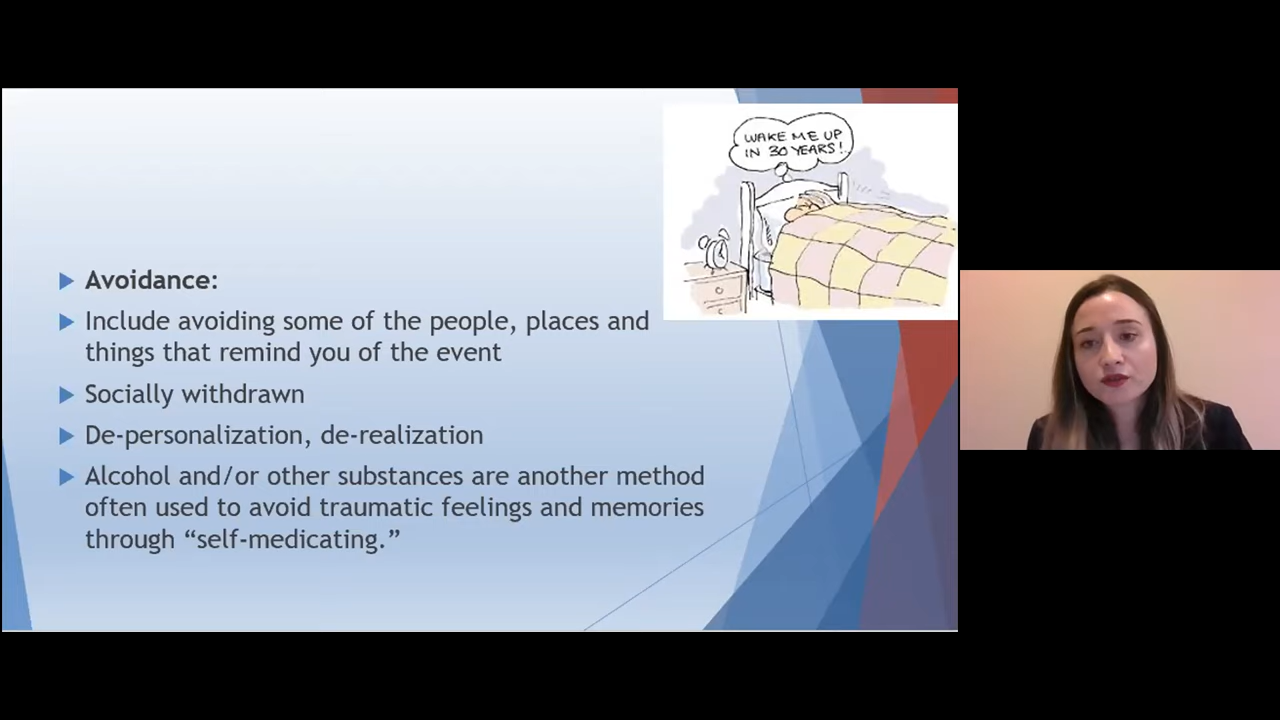 WAKE ME UP
IN 30 YEARS!
Avoidance:
Include avoiding some of the people, places and
things that remind you of the event
Socially withdrawn
De-personalization, de-realization
Alcohol and/or other substances are another method
often used to avoid traumatic feelings and memories
through “self-medicating.”